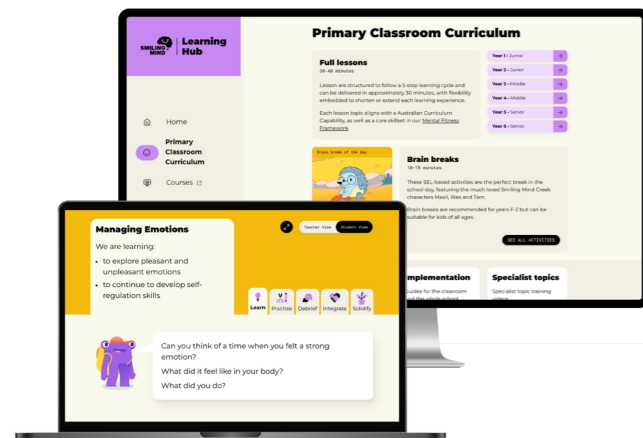 SMILING
MIND
Learning
Hub
Home
Primary
Classroom
Curriculum
Courses
Primary Classroom Curriculum
Full lessons
30-40 minutes
Lesson are structured to follow a 5-step learning cycle and
can be delivered in approximately 30 minutes, with flexibility
embedded to shorten or extend each learning experience.
Each lesson topic aligns with a Australian Curriculum
Capability, as well as a core skillset in our Mental Fitness
Framework.
Year 1 - Junior
Year 2 - Junior
Year 3 - Middle
Year 4 - Middle
Year 5 - Senior
Year 6 - Senior
Brain break of the day
Brain breaks
10-15 minutes
These SEL-based activities are the perfect break in the
school day, featuring the much loved Smiling Mind Creek
characters Maali, Wes and Tam.
Brain breaks are recommended for years F-2 but can be
suitable for kids of all ages.
SEE ALL ACTIVITIES
mplementation
Guides for the classroom
and the whole school
Specialist topics
Specialist topic training
videos
Managing Emotions
We are learning:
• to explore pleasant and
unpleasant emotions
• to continue to develop self-
regulation skills
Teacher View
Student View
Learn
Practise
Debrief
Integrate
Solidify
Can you think of a time when you felt a strong
emotion?
What did it feel like in your body?
What did you do?